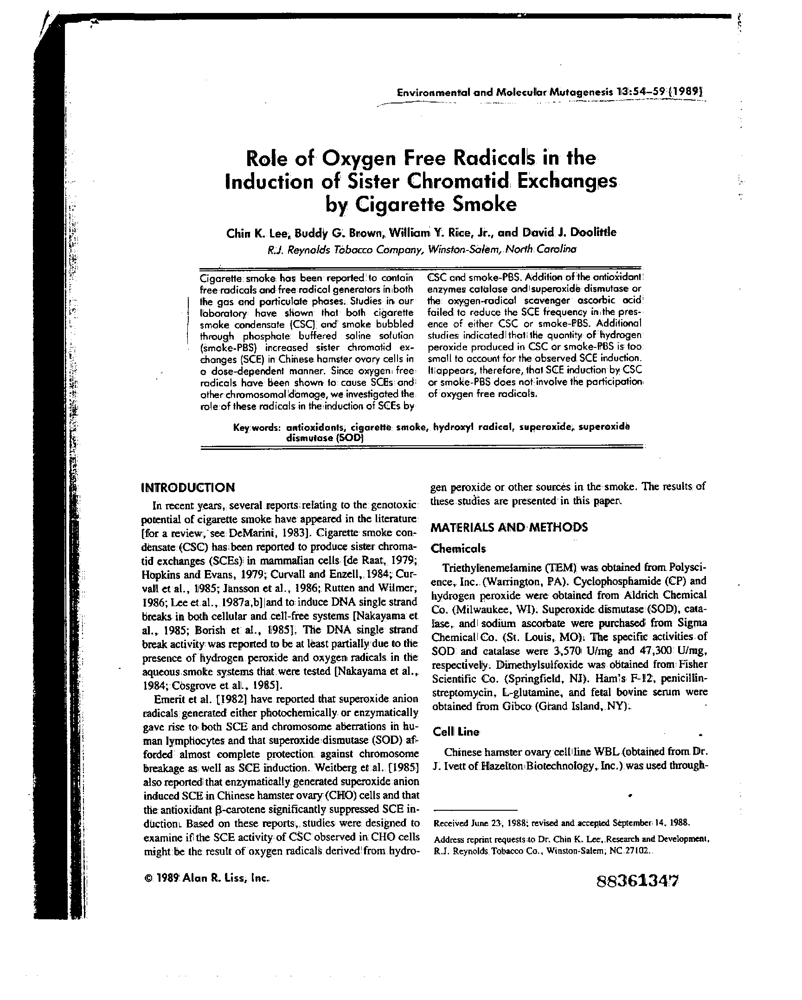 Environmental and Molecular Mutagenesis 13:54–59 (1989)
Role of Oxygen Free Radicals in the
Induction of Sister Chromatid Exchanges
by Cigarette Smoke
Chin K. Lee, Buddy G. Brown, William Y. Rice, Jr., and David J. Doolittle
R.J. Reynolds Tobacco Company, Winston-Salem, North Carolina
Cigarette smoke has been reported to contain
free radicals and free radical generators in both
the gas and particulate phases. Studies in our
laboratory have shown that both cigarette
smoke condensate (CSC) and smoke bubbled
through phosphate buffered saline solution
(smoke-PBS) increased sister chromatid ex-
changes (SCE) in Chinese hamster ovary cells in
a dose-dependent manner. Since oxygen free
radicals have been shown to cause SCEs and
other chromosomal damage, we investigated the
role of these radicals in the induction of SCEs by
CSC and smoke-PBS. Addition of the antioxidant
enzymes catalase and superoxide dismutase or
the oxygen-radical scavenger ascorbic acid
failed to reduce the SCE frequency in the pres-
ence of either CSC or smoke-PBS. Additional
studies indicated that the quantity of hydrogen
peroxide produced in CSC or smoke-PBS is too
small to account for the observed SCE induction.
It appears, therefore, that SCE induction by CSC
or smoke-PBS does not involve the participation
of oxygen free radicals.
Key words: antioxidants, cigarette smoke, hydroxyl radical, superoxide, superoxide
dismutase (SOD)
INTRODUCTION
In recent years, several reports relating to the genotoxic
potential of cigarette smoke have appeared in the literature
[for a review, see DeMarini, 1983]. Cigarette smoke con-
densate (CSC) has been reported to produce sister chroma-
tid exchanges (SCEs) in mammalian cells [de Raat, 1979;
Hopkins and Evans, 1979; Curvall and Enzell, 1984; Cur-
vall et al., 1985; Jansson et al., 1986; Rutten and Wilmer,
1986; Lee et al., 1987a,b] and to induce DNA single strand
breaks in both cellular and cell-free systems [Nakayama et
al., 1985; Borish et al., 1985]. The DNA single strand
break activity was reported to be at least partially due to the
presence of hydrogen peroxide and oxygen radicals in the
aqueous smoke systems that were tested [Nakayama et al.,
1984; Cosgrove et al., 1985].
Emerit et al. [1982] have reported that superoxide anion
radicals generated either photochemically or enzymatically
gave rise to both SCE and chromosome aberrations in hu-
man lymphocytes and that superoxide dismutase (SOD) af-
forded almost complete protection against chromosome
breakage as well as SCE induction. Weitberg et al. [1985]
also reported that enzymatically generated superoxide anion
induced SCE in Chinese hamster ovary (CHO) cells and that
the antioxidant β-carotene significantly suppressed SCE in-
duction. Based on these reports, studies were designed to
examine if the SCE activity of CSC observed in CHO cells
might be the result of oxygen radicals derived from hydro-
gen peroxide or other sources in the smoke. The results of
these studies are presented in this paper.
MATERIALS AND METHODS
Chemicals
Triethylenemelamine (TEM) was obtained from Polysci-
ence, Inc. (Warrington, PA). Cyclophosphamide (CP) and
hydrogen peroxide were obtained from Aldrich Chemical
Co. (Milwaukee, WI). Superoxide dismutase (SOD), cata-
lase, and sodium ascorbate were purchased from Sigma
Chemical Co. (St. Louis, MO). The specific activities of
SOD and catalase were 3,570 U/mg and 47,300 U/mg,
respectively. Dimethylsulfoxide was obtained from Fisher
Scientific Co. (Springfield, NJ). Ham's F-12, penicillin-
streptomycin, L-glutamine, and fetal bovine serum were
obtained from Gibco (Grand Island, NY).
Cell Line
Chinese hamster ovary cell line WBL (obtained from Dr.
J. Ivett of Hazelton Biotechnology, Inc.) was used through-
Received June 23, 1988; revised and accepted September 14, 1988.
Address reprint requests to Dr. Chin K. Lee, Research and Development,
R.J. Reynolds Tobacco Co., Winston-Salem, NC 27102.
© 1989 Alan R. Liss, Inc.
88361347